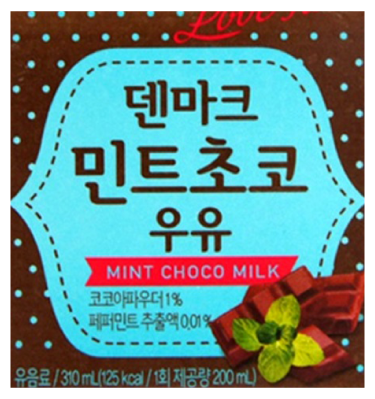 덴마크
민트초코
우유
MINT CHOCO MILK
코코아파우더 1%
페퍼민트 추출액 0.01%
유음료 / 310 mL(125 kcal / 1회 제공량 200 mL)